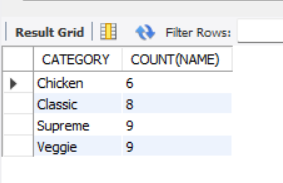 Result Grid Filter Rows:
CATEGORY COUNT(NAME)
Chicken 6
Classic 8
Supreme 9
Veggie 9